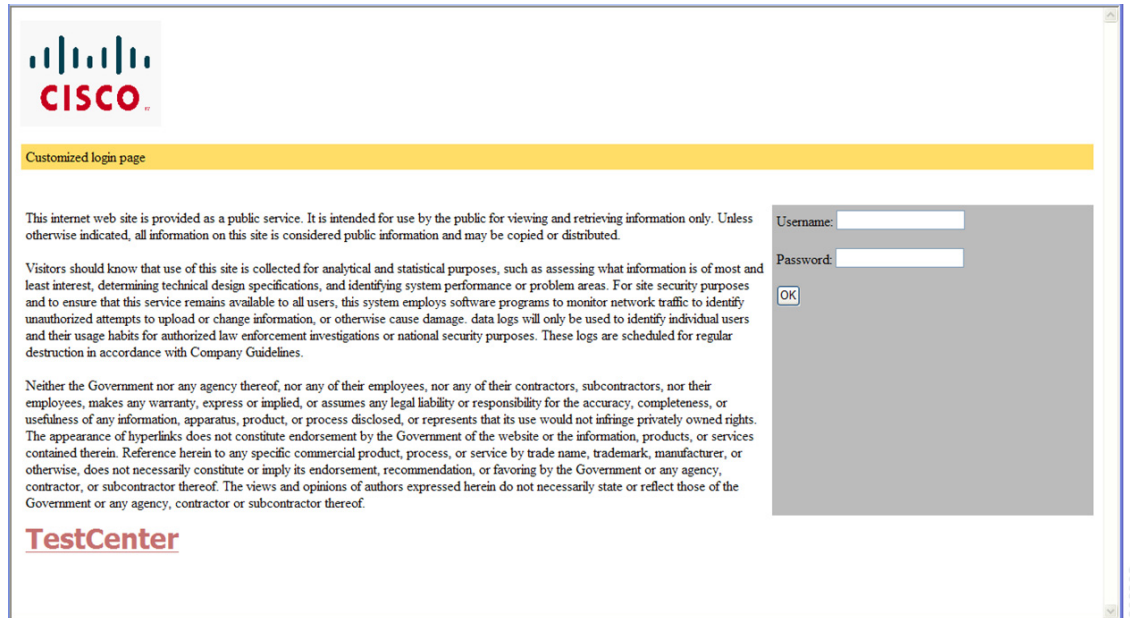 CISCO
Customized login page
This internet web site is provided as a public service. It is intended for use by the public for viewing and retrieving information only. Unless
otherwise indicated, all information on this site is considered public information and may be copied or distributed.
Visitors should know that use of this site is collected for analytical and statistical purposes, such as assessing what information is of most and
least interest, determining technical design specifications, and identifying system performance or problem areas. For site security purposes
and to ensure that this service remains available to all users, this system employs software programs to monitor network traffic to identify
unauthorized attempts to upload or change information, or otherwise cause damage. data logs will only be used to identify individual users
and their usage habits for authorized law enforcement investigations or national security purposes. These logs are scheduled for regular
destruction in accordance with Company Guidelines.
Neither the Government nor any agency thereof, nor any of their employees, nor any of their contractors, subcontractors, nor their
employees, makes any warranty, express or implied, or assumes any legal liability or responsibility for the accuracy, completeness, or
usefulness of any information, apparatus, product, or process disclosed, or represents that its use would not infringe privately owned rights.
The appearance of hyperlinks does not constitute endorsement by the Government of the website or the information, products, or services
contained therein. Reference herein to any specific commercial product, process, or service by trade name, trademark, manufacturer, or
otherwise, does not necessarily constitute or imply its endorsement, recommendation, or favoring by the Government or any agency,
contractor, or subcontractor thereof. The views and opinions of authors expressed herein do not necessarily state or reflect those of the
Government or any agency, contractor or subcontractor thereof.
Username:
Password:
OK
TestCenter